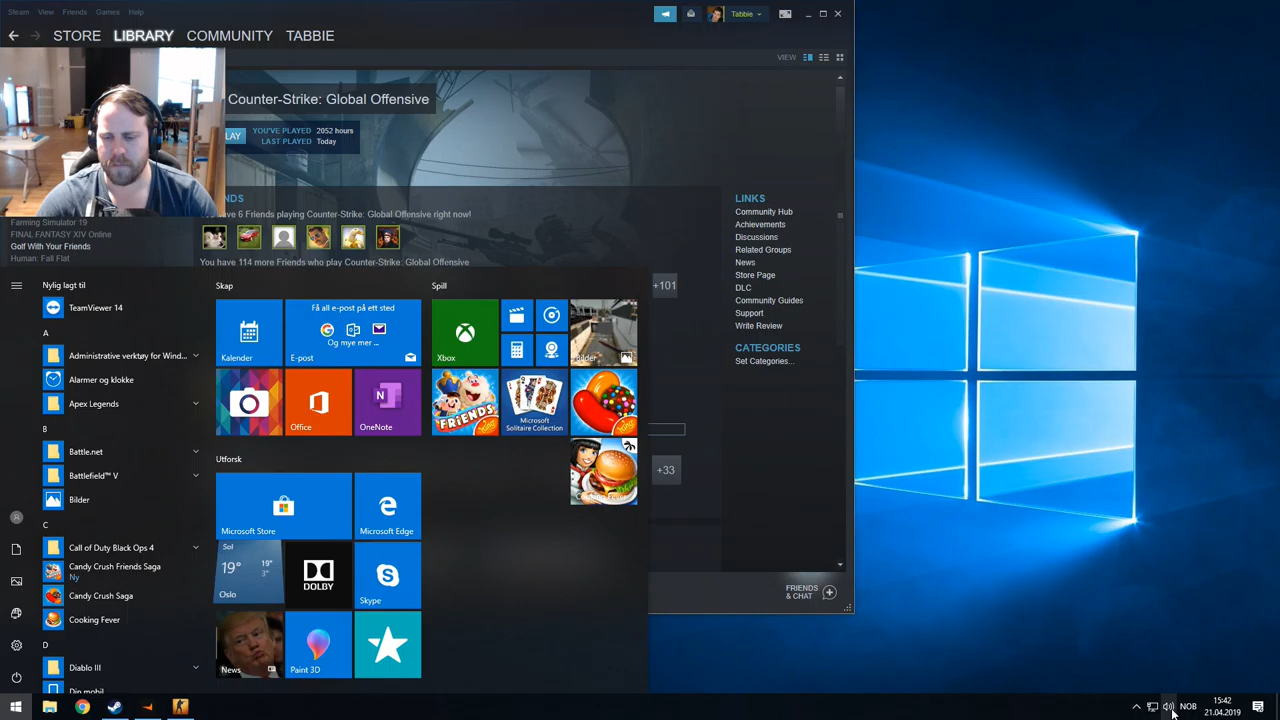 Steam View Friends Games Help
Tabbie
STORE LIBRARY COMMUNITY TABBIE
VIEW
Counter-Strike: Global Offensive
LAY
YOU'VE PLAYED 2052 hours
LAST PLAYED Today
You have 6 Friends playing Counter-Strike: Global Offensive right now!
You have 114 more Friends who play Counter-Strike: Global Offensive
+101
+33
LINKS
Community Hub
Achievements
Discussions
Related Groups
News
Store Page
DLC
Community Guides
Support
Write Review
CATEGORIES
Set Categories...
FRIENDS
& CHAT
Farming Simulator 19
FINAL FANTASY XIV Online
Golf With Your Friends
Human: Fall Flat
Nylig lagt til
TeamViewer 14
A
Administrative verktøy for Wind...
Alarmer og klokke
Apex Legends
B
Battle.net
Battlefield™ V
Bilder
C
Call of Duty Black Ops 4
Candy Crush Friends Saga
Ny
Candy Crush Saga
Cooking Fever
D
Diablo III
Din mobil
Skap
Kalender
Få all e-post på ett sted
Og mye mer ...
E-post
Office
OneNote
Utforsk
Microsoft Store
Microsoft Edge
Sol
19°
19°
3°
Oslo
DOLBY
Skype
News
Paint 3D
Spill
Xbox
Bilder
FRIENDS
King
Microsoft
Solitaire Collection
King
Cooking Fever
NOB
15:42
21.04.2019